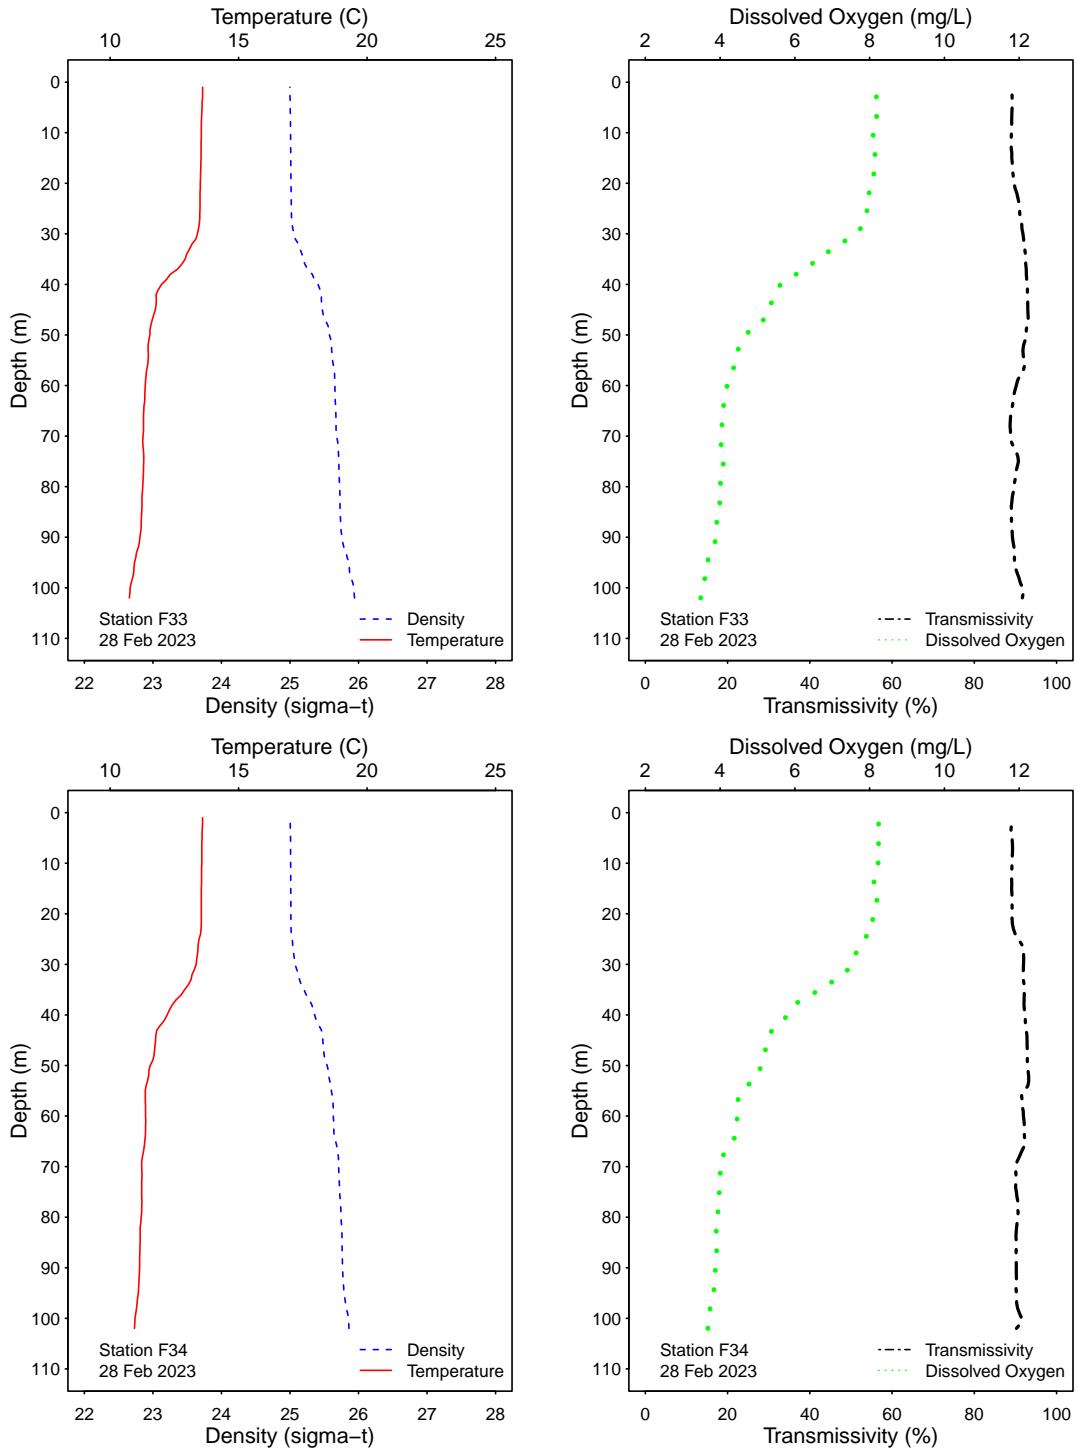 Temperature (C)
10 15 20 25
0
10
20
30
40
50
60
70
80
90
100
110
Depth (m)
Station F33
28 Feb 2023
Density
Temperature
22 23 24 25 26 27 28
Density (sigma−t)
Dissolved Oxygen (mg/L)
2 4 6 8 10 12
0
10
20
30
40
50
60
70
80
90
100
110
Depth (m)
Station F33
28 Feb 2023
Transmissivity
Dissolved Oxygen
0 20 40 60 80 100
Transmissivity (%)
Temperature (C)
10 15 20 25
0
10
20
30
40
50
60
70
80
90
100
110
Depth (m)
Station F34
28 Feb 2023
Density
Temperature
22 23 24 25 26 27 28
Density (sigma−t)
Dissolved Oxygen (mg/L)
2 4 6 8 10 12
0
10
20
30
40
50
60
70
80
90
100
110
Depth (m)
Station F34
28 Feb 2023
Transmissivity
Dissolved Oxygen
0 20 40 60 80 100
Transmissivity (%)